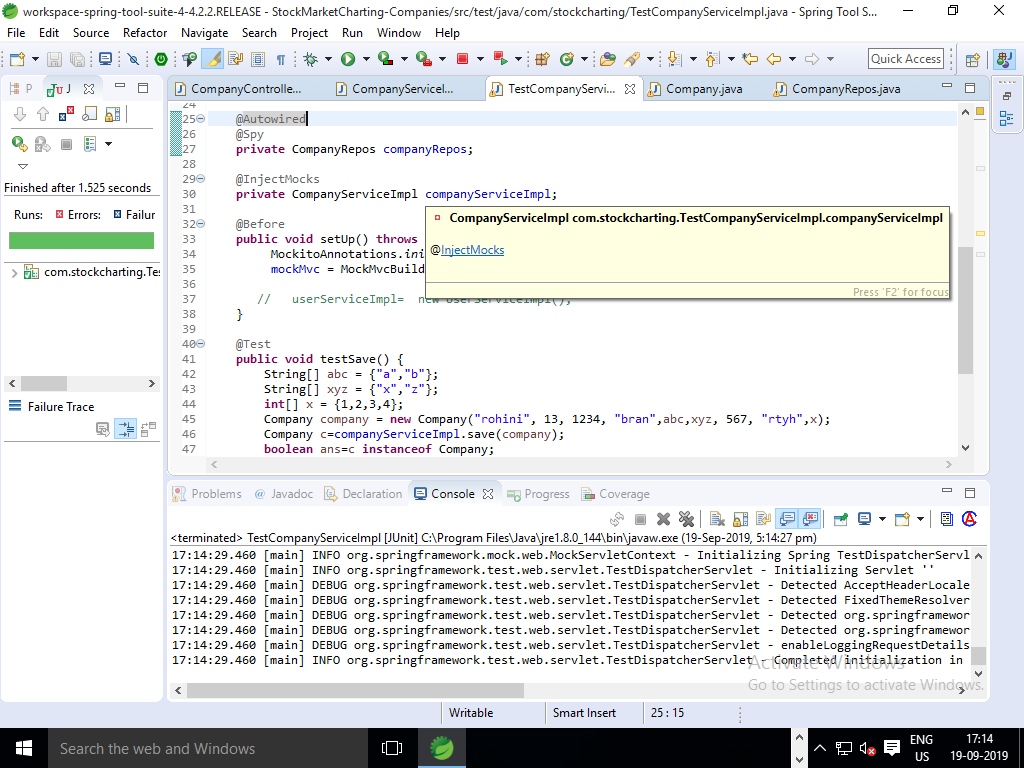 workspace-spring-tool-suite-4-4.2.2.RELEASE - StockMarketCharting-Companies/src/test/java/com/stockcharting/TestCompanyServiceImpl.java - Spring Tool S...
File Edit Source Refactor Navigate Search Project Run Window Help
Quick Access
P J
CompanyControlle... CompanyServiceI... TestCompanyServi... Company.java CompanyRepos.java
Finished after 1.525 seconds
Runs: Errors: Failur
com.stockcharting.Te
Failure Trace
24
25 @Autowired
26 @Spy
27 private CompanyRepos companyRepos;
28
29 @InjectMocks
30 private CompanyServiceImpl companyServiceImpl;
31
32 @Before
33 public void setUp() throws
34 MockitoAnnotations.ini
35 mockMvc = MockMvcBuild
36
37 // userServiceImpl= new UserServiceImpl();
38 }
39
40 @Test
41 public void testSave() {
42 String[] abc = {"a","b"};
43 String[] xyz = {"x","z"};
44 int[] x = {1,2,3,4};
45 Company company = new Company("rohini", 13, 1234, "bran",abc,xyz, 567, "rtyh",x);
46 Company c=companyServiceImpl.save(company);
47 boolean ans=c instanceof Company;
CompanyServiceImpl com.stockcharting.TestCompanyServiceImpl.companyServiceImpl
@InjectMocks
Press 'F2' for focus
Problems @ Javadoc Declaration Console Progress Coverage
<terminated> TestCompanyServiceImpl [JUnit] C:\Program Files\Java\jre1.8.0_144\bin\javaw.exe (19-Sep-2019, 5:14:27 pm)
17:14:29.460 [main] INFO org.springframework.mock.web.MockServletContext - Initializing Spring TestDispatcherServl
17:14:29.460 [main] INFO org.springframework.test.web.servlet.TestDispatcherServlet - Initializing Servlet ''
17:14:29.460 [main] DEBUG org.springframework.test.web.servlet.TestDispatcherServlet - Detected AcceptHeaderLocale
17:14:29.460 [main] DEBUG org.springframework.test.web.servlet.TestDispatcherServlet - Detected FixedThemeResolver
17:14:29.460 [main] DEBUG org.springframework.test.web.servlet.TestDispatcherServlet - Detected org.springframewor
17:14:29.460 [main] DEBUG org.springframework.test.web.servlet.TestDispatcherServlet - Detected org.springframewor
17:14:29.460 [main] DEBUG org.springframework.test.web.servlet.TestDispatcherServlet - enableLoggingRequestDetails
17:14:29.460 [main] INFO org.springframework.test.web.servlet.TestDispatcherServlet - Completed initialization in
Activate Windows
Go to Settings to activate Windows.
Writable Smart Insert 25 : 15
Search the web and Windows
ENG
US
17:14
19-09-2019